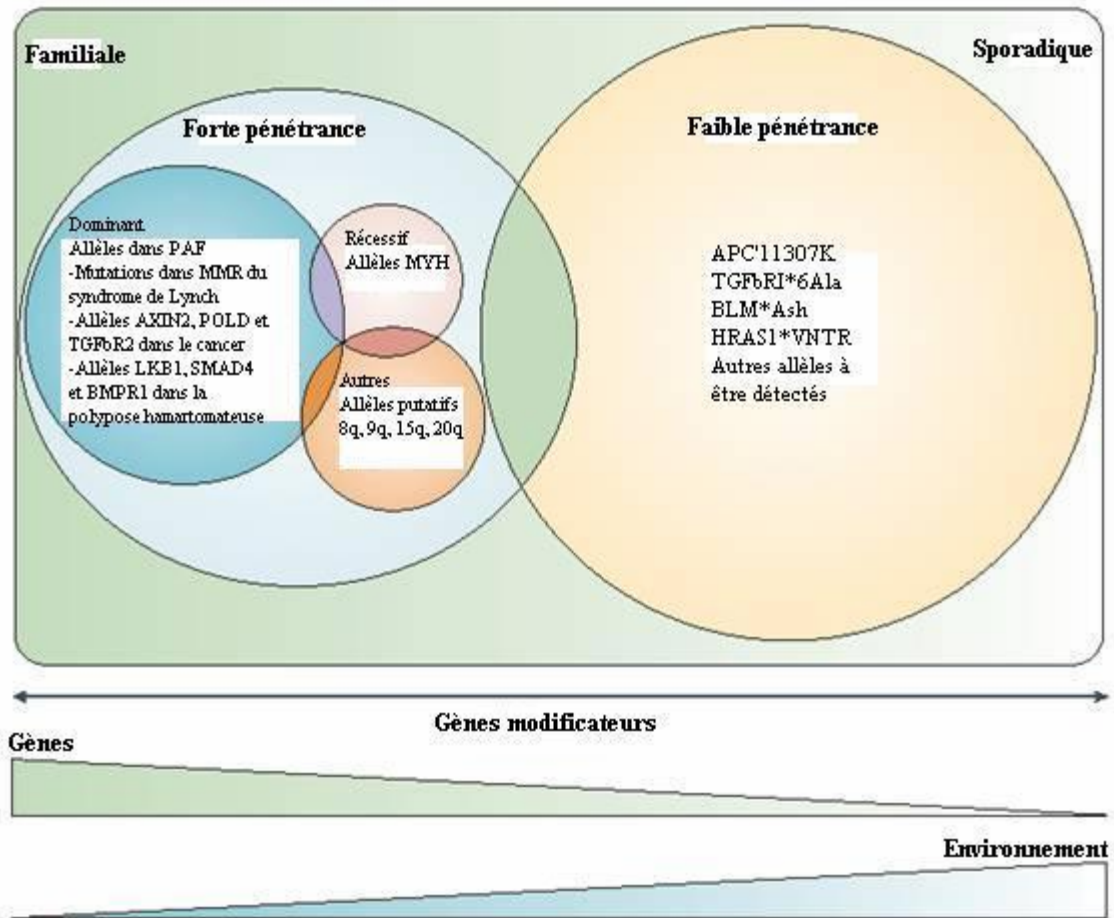 Familiale
Sporadique
Forte pénétrance
Faible pénétrance
Dominant
Allèles dans PAF
-Mutations dans MMR du
syndrome de Lynch
-Allèles AXIN2, POLD et
TGFbR2 dans le cancer
-Allèles LKB1, SMAD4
et BMPR1 dans la
polypose hamartomateuse
Récessif
Allèles MYH
Autres
Allèles putatifs
8q, 9q, 15q, 20q
APC'11307K
TGFbRI*6Ala
BLM*Ash
HRAS1*VNTR
Autres allèles à
être détectés
Gènes modificateurs
Gènes
Environnement